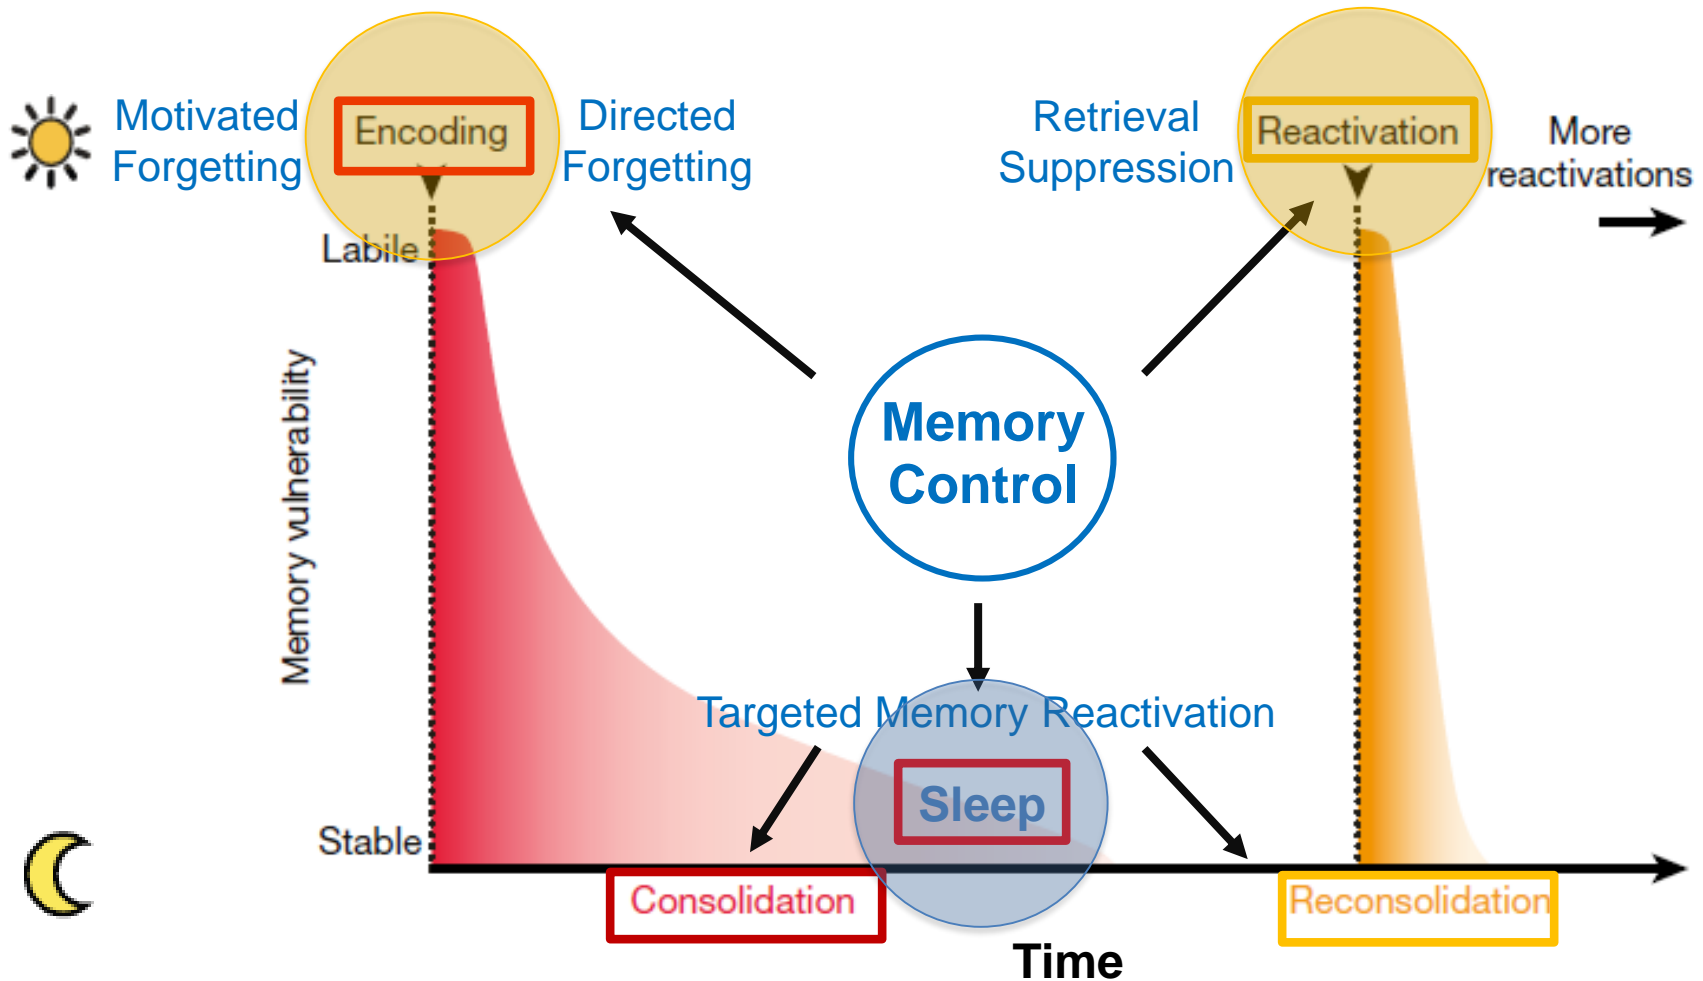 Motivated
Forgetting
Encoding
Directed
Forgetting
Retrieval
Suppression
Reactivation
More
reactivations
Labile
Memory vulnerability
Memory
Control
Targeted Memory Reactivation
Sleep
Stable
Consolidation
Reconsolidation
Time